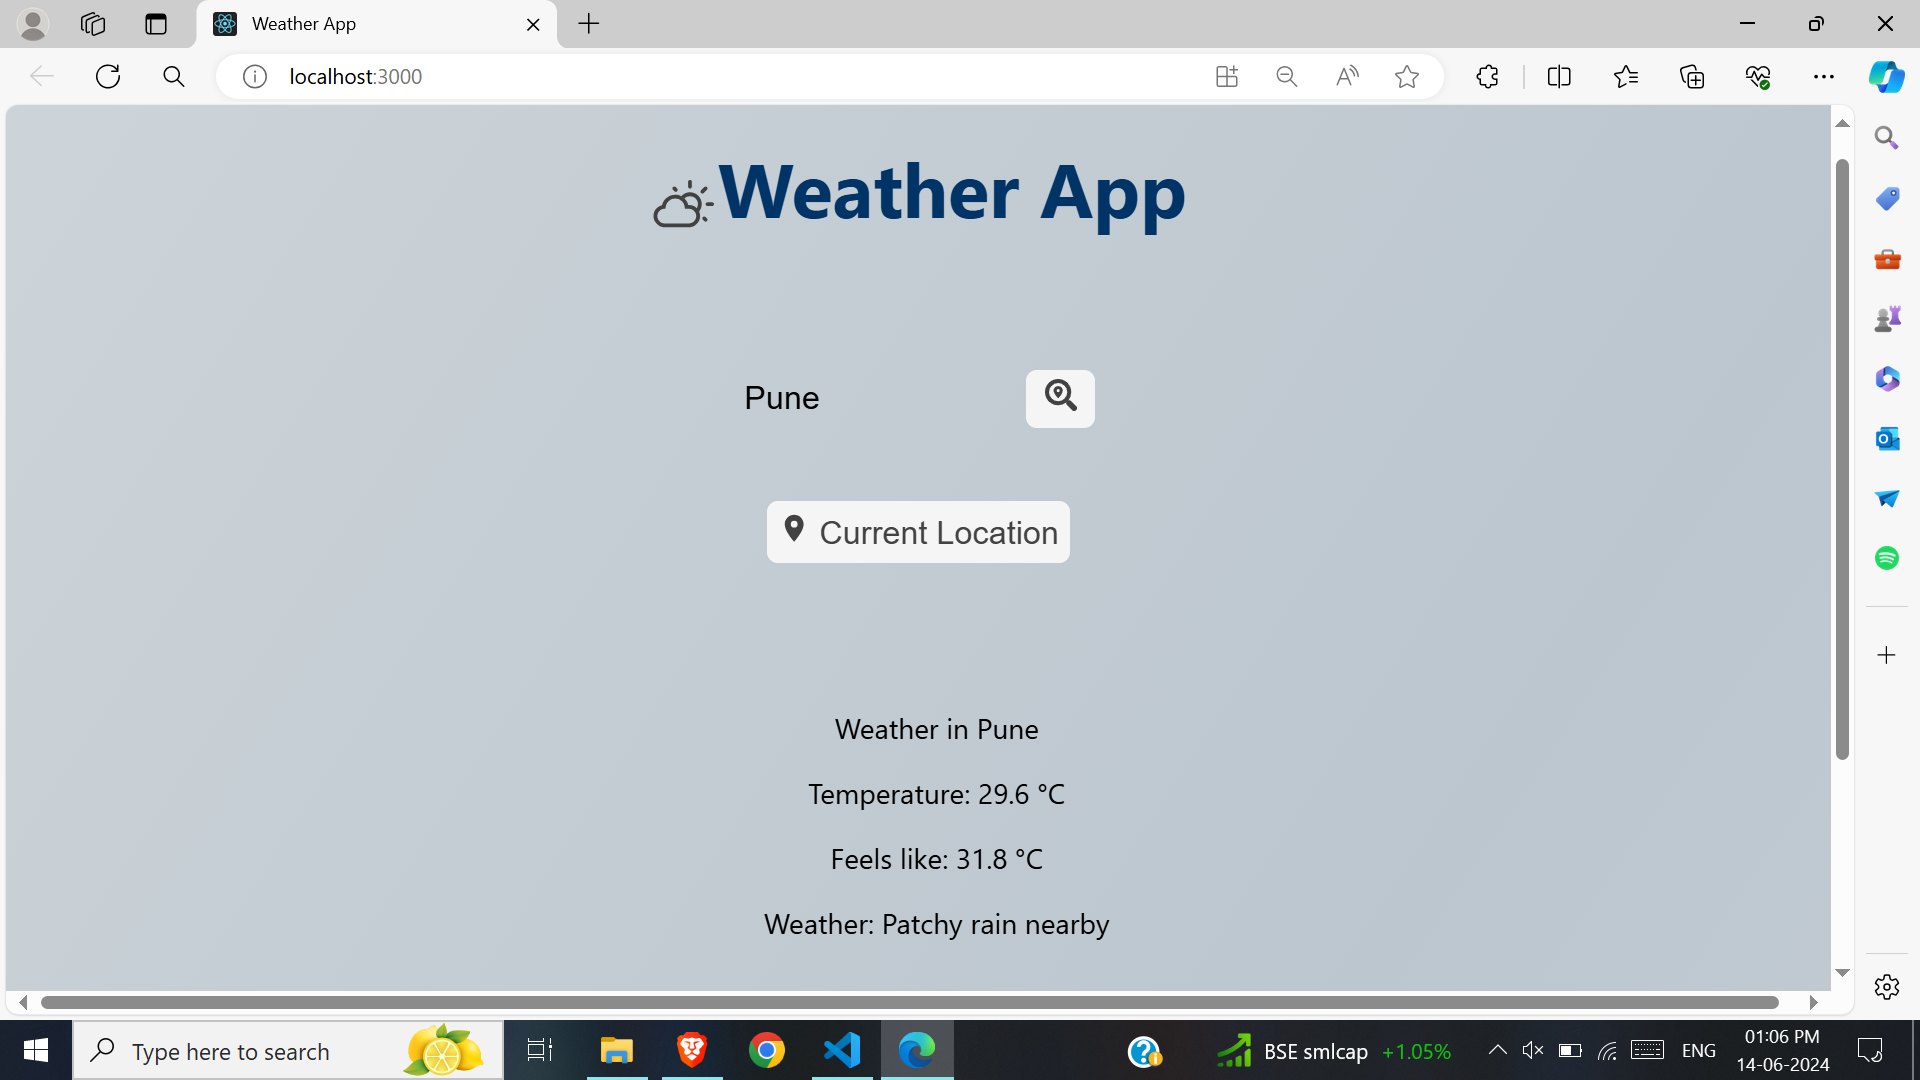 Weather App
localhost:3000
Weather App
Pune
Current Location
Weather in Pune
Temperature: 29.6 °C
Feels like: 31.8 °C
Weather: Patchy rain nearby
Type here to search
BSE smlcap +1.05%
ENG
01:06 PM
14-06-2024